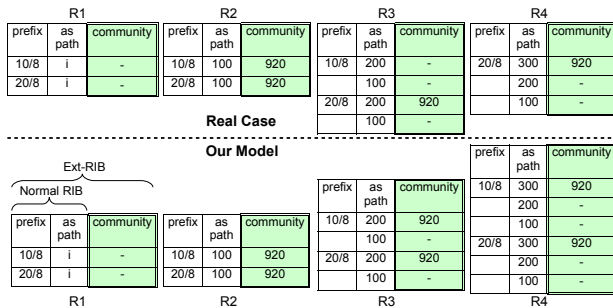 R1 R2 R3 R4
prefix as path community prefix as path community prefix as path community prefix as path community
10/8 i - 10/8 100 920 10/8 200 - 20/8 300 920
20/8 i - 20/8 100 920 100 - 200 -
20/8 200 920 100 -
100 -
Real Case
Our Model
Ext-RIB
Normal RIB
prefix as path community prefix as path community prefix as path community prefix as path community
10/8 i - 10/8 100 920 10/8 200 920 10/8 300 920
20/8 i - 20/8 100 920 100 - 200 -
20/8 200 920 100 -
100 - 20/8 300 920
200 -
100 -
R1 R2 R3 R4